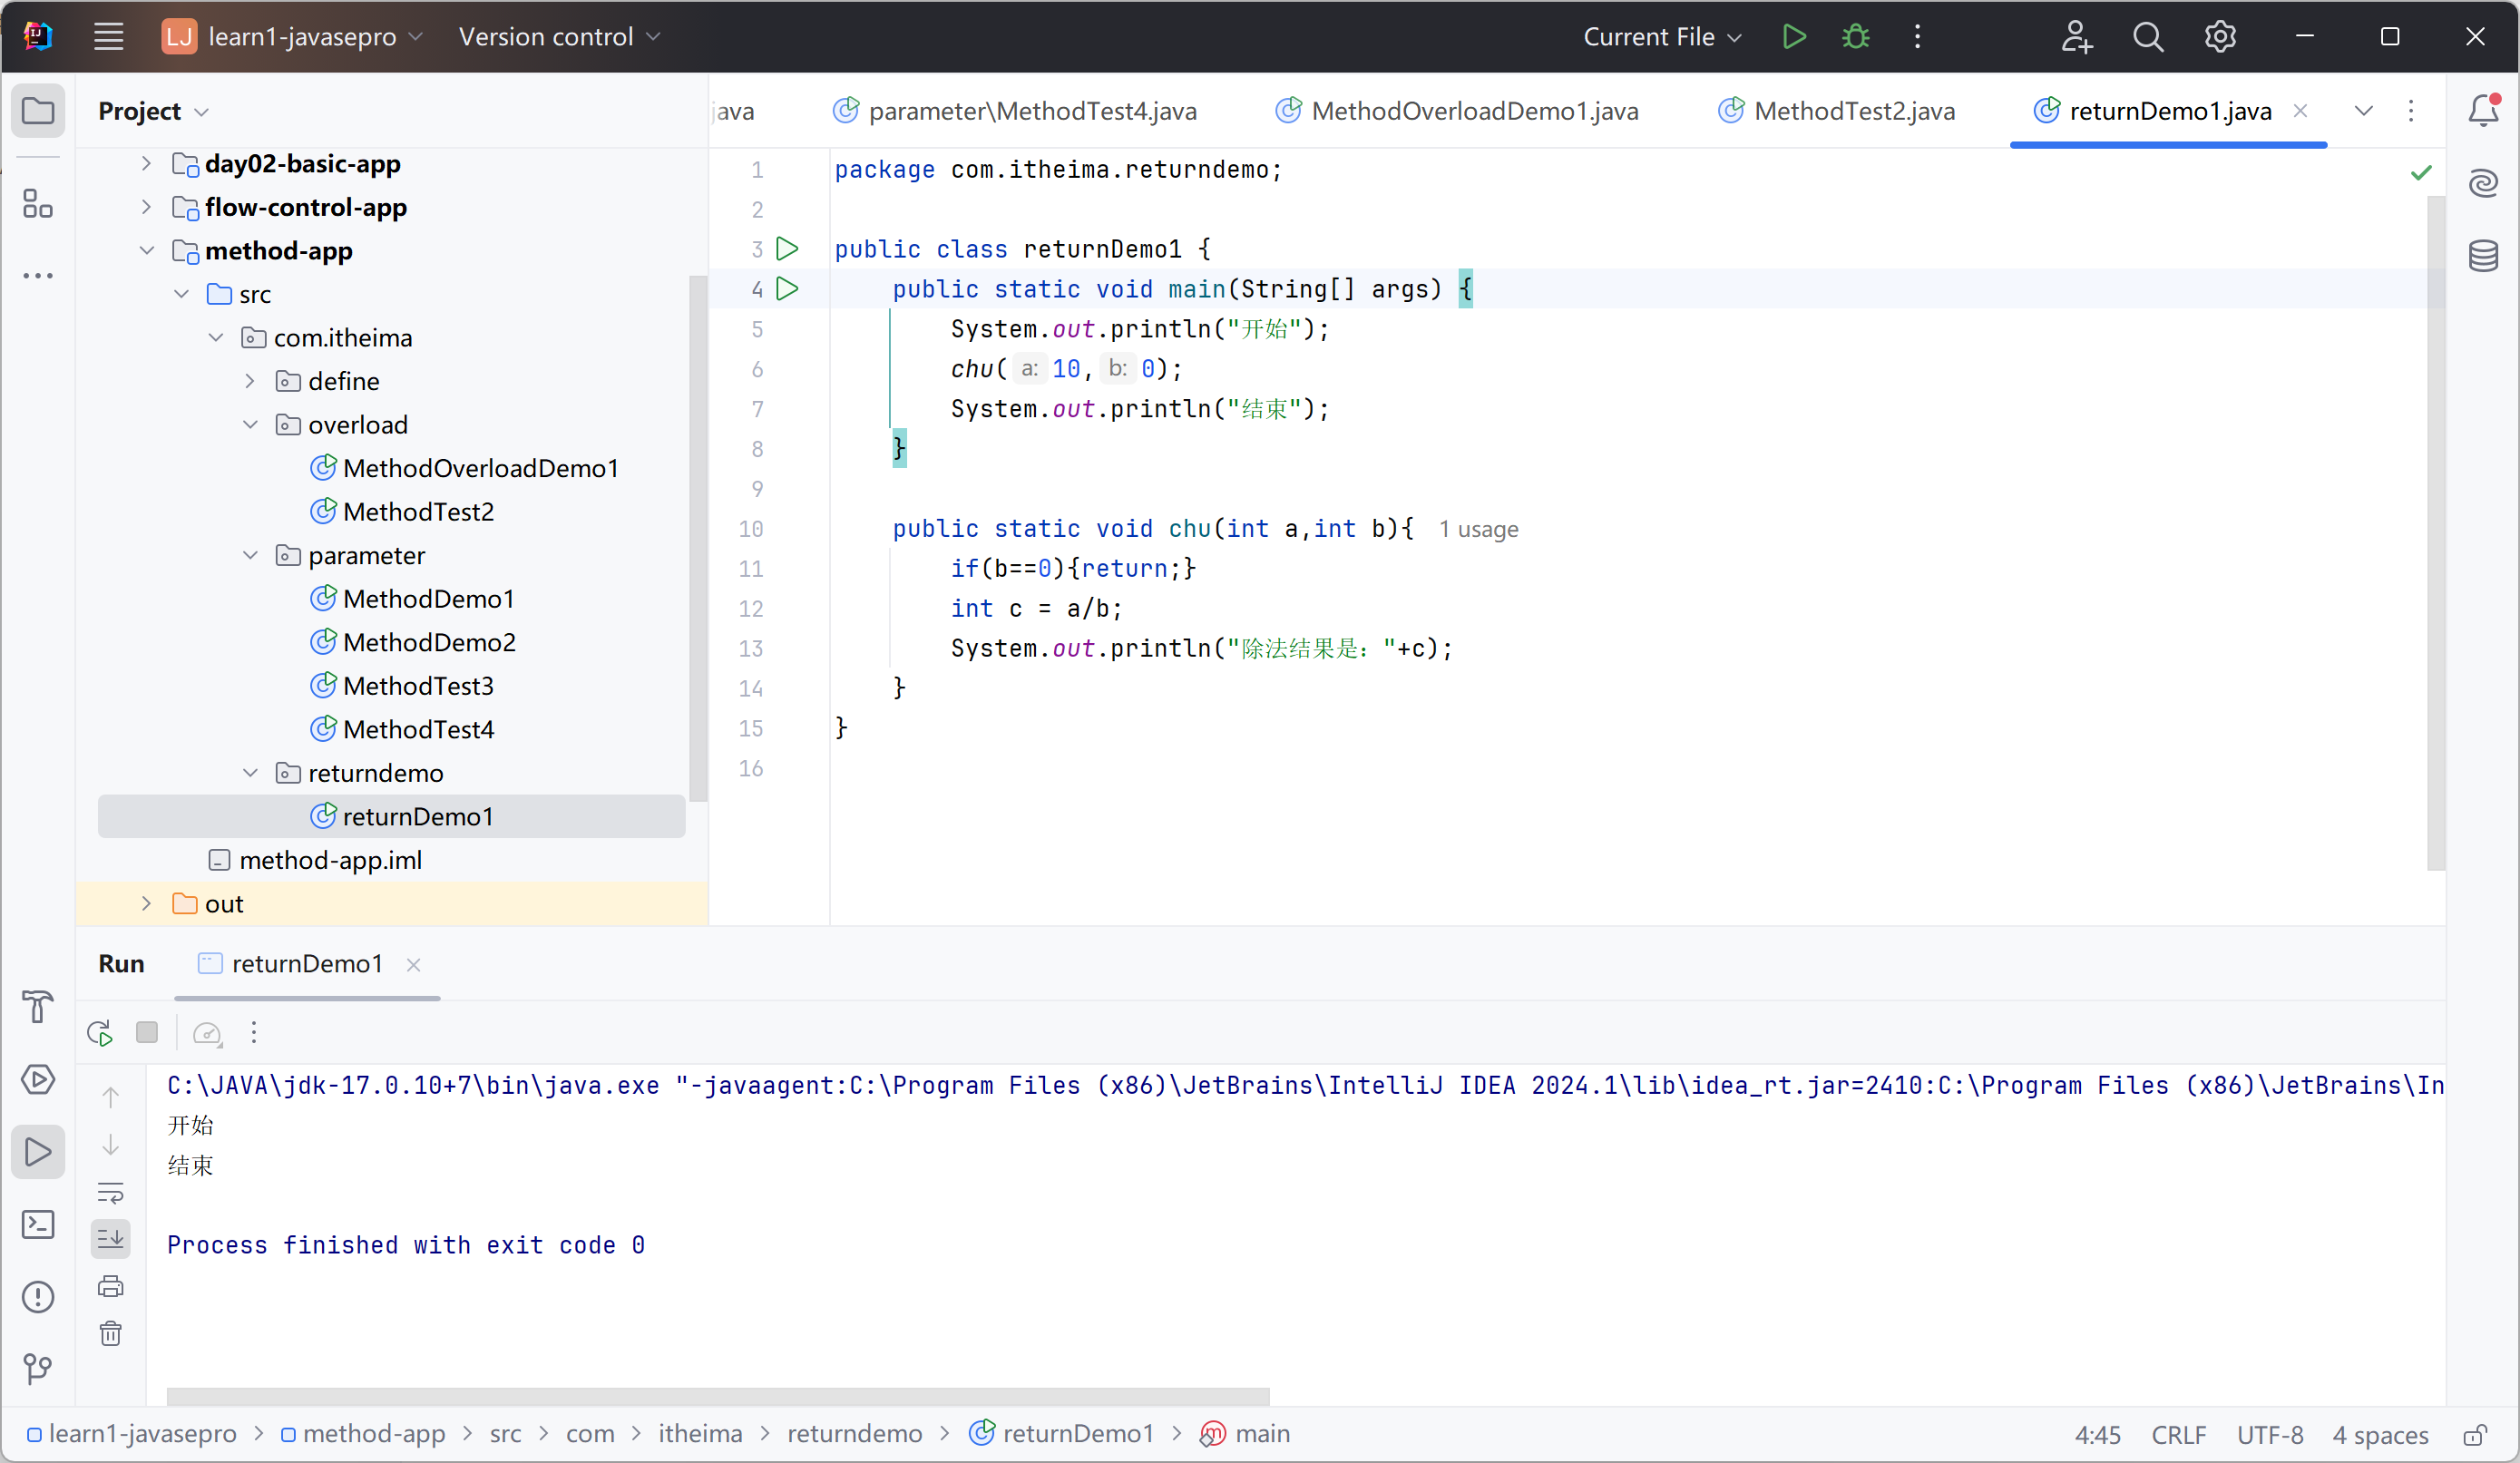 LJ learn1-javasepro Version control Current File
Project
java parameter\MethodTest4.java MethodOverloadDemo1.java MethodTest2.java returnDemo1.java
day02-basic-app
flow-control-app
method-app
src
com.itheima
define
overload
MethodOverloadDemo1
MethodTest2
parameter
MethodDemo1
MethodDemo2
MethodTest3
MethodTest4
returndemo
returnDemo1
method-app.iml
out
1 package com.itheima.returndemo;
2
3 public class returnDemo1 {
4 public static void main(String[] args) {
5 System.out.println("开始");
6 chu( a: 10, b: 0);
7 System.out.println("结束");
8 }
9
10 public static void chu(int a,int b){ 1 usage
11 if(b==0){return;}
12 int c = a/b;
13 System.out.println("除法结果是："+c);
14 }
15 }
16
Run returnDemo1
C:\JAVA\jdk-17.0.10+7\bin\java.exe "-javaagent:C:\Program Files (x86)\JetBrains\IntelliJ IDEA 2024.1\lib\idea_rt.jar=2410:C:\Program Files (x86)\JetBrains\In
开始
结束
Process finished with exit code 0
learn1-javasepro > method-app > src > com > itheima > returndemo > returnDemo1 > main 4:45 CRLF UTF-8 4 spaces